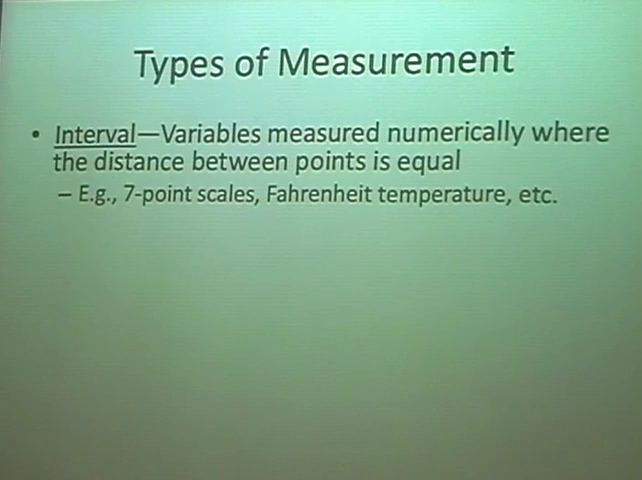 Types of Measurement
• Interval—Variables measured numerically where
the distance between points is equal
– E.g., 7-point scales, Fahrenheit temperature, etc.